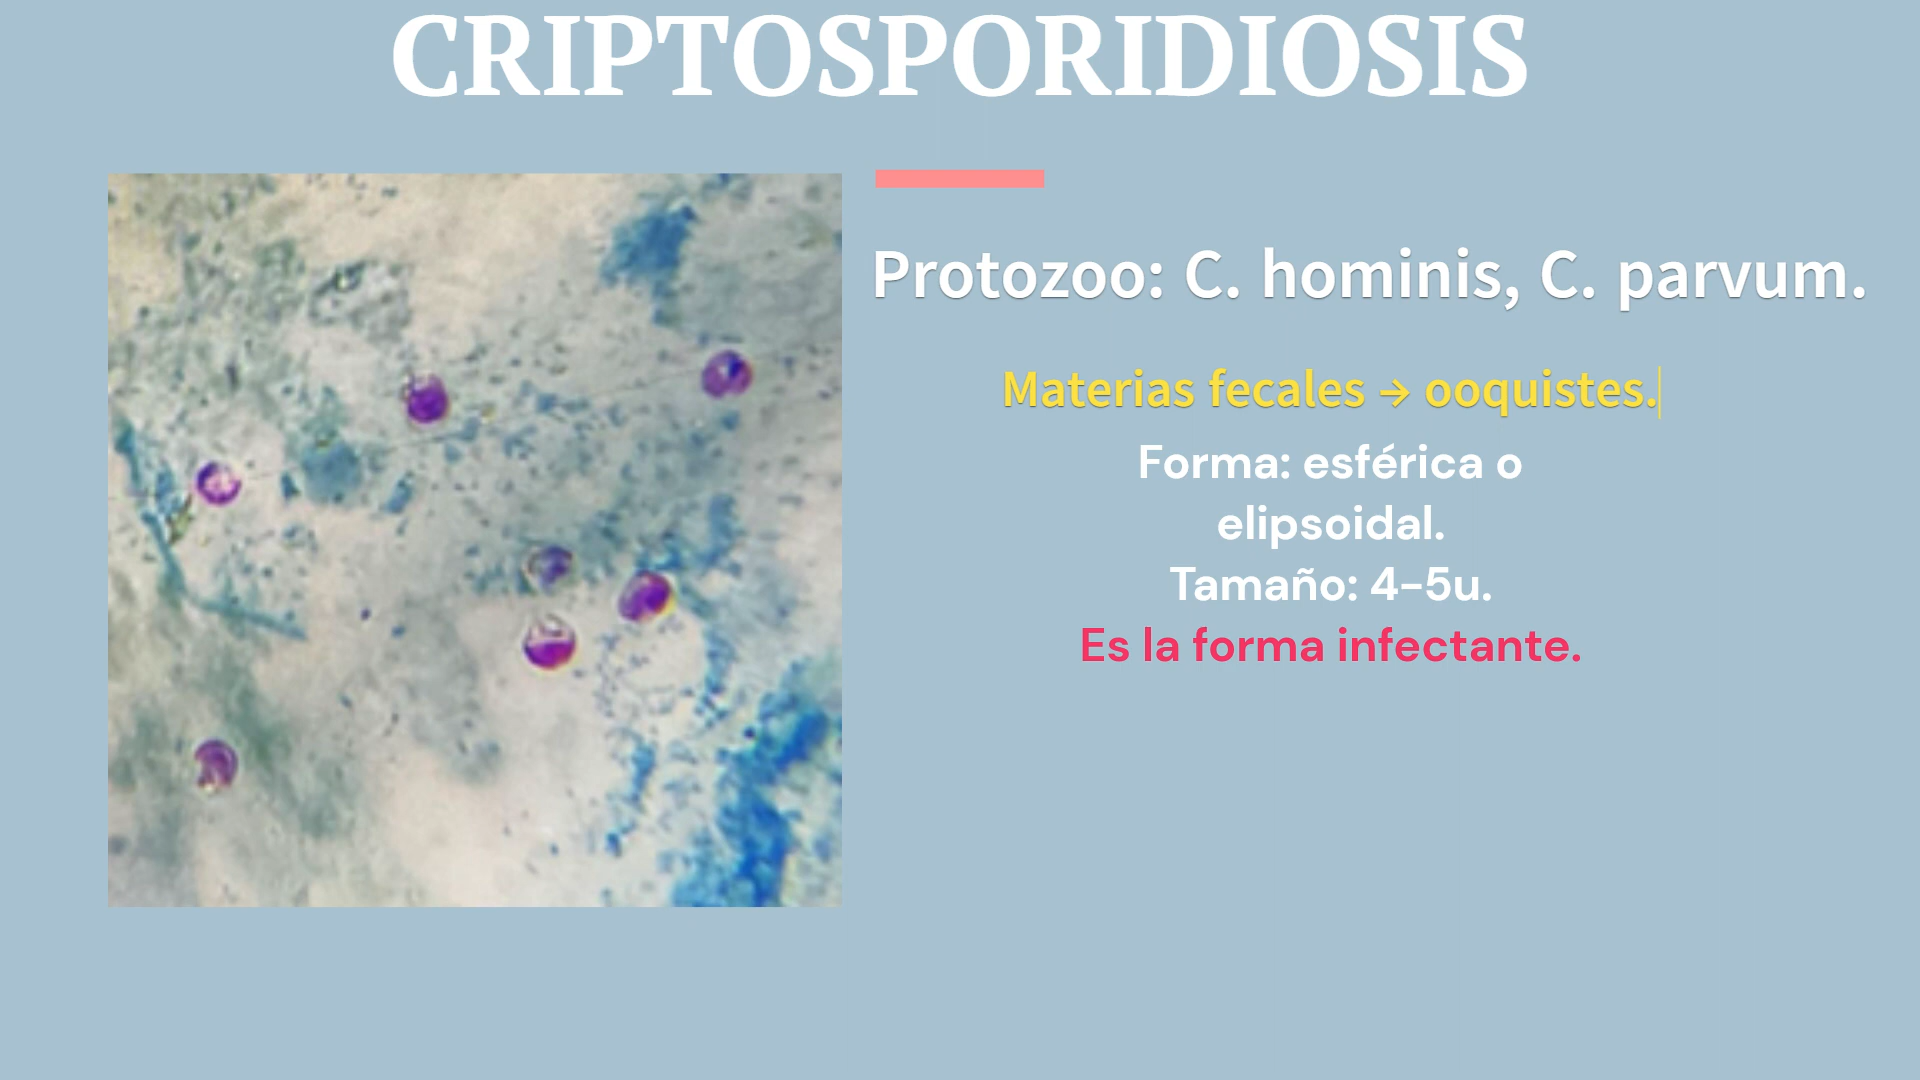 CRIPTOSPORIDIOSIS
Protozoo: C. hominis, C. parvum.
Materias fecales → ooquistes.
Forma: esférica o
elipsoidal.
Tamaño: 4-5u.
Es la forma infectante.